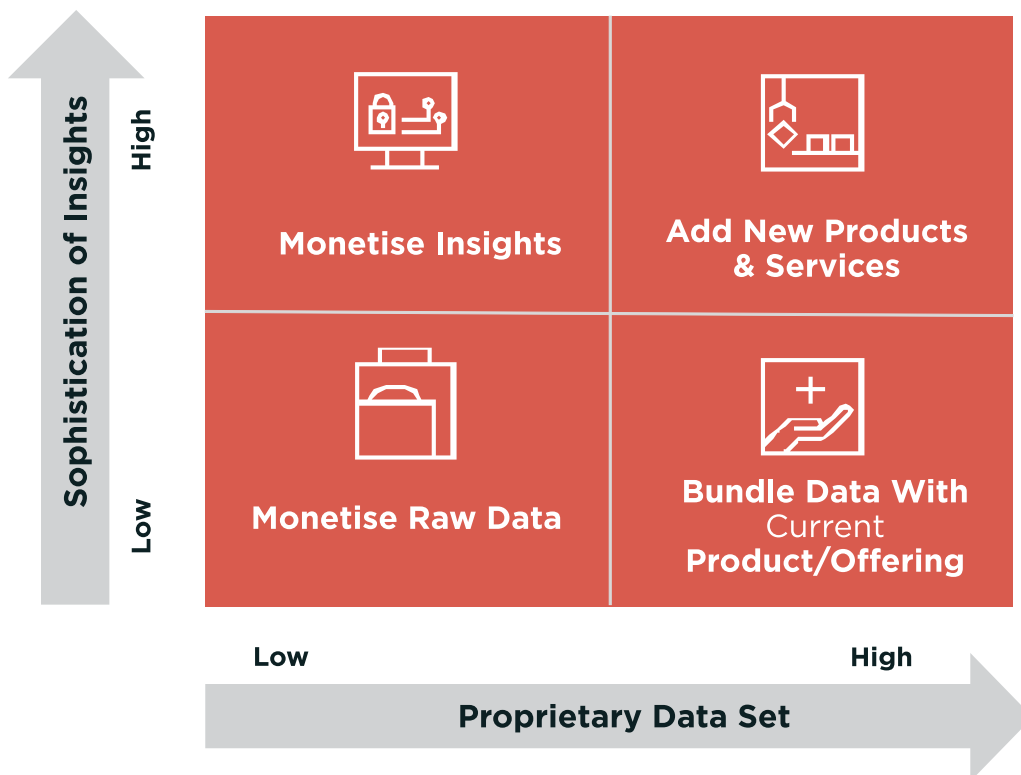 Sophistication of Insights
High
Low
Monetise Insights
Add New Products
& Services
Monetise Raw Data
Bundle Data With
Current
Product/Offering
Low
High
Proprietary Data Set